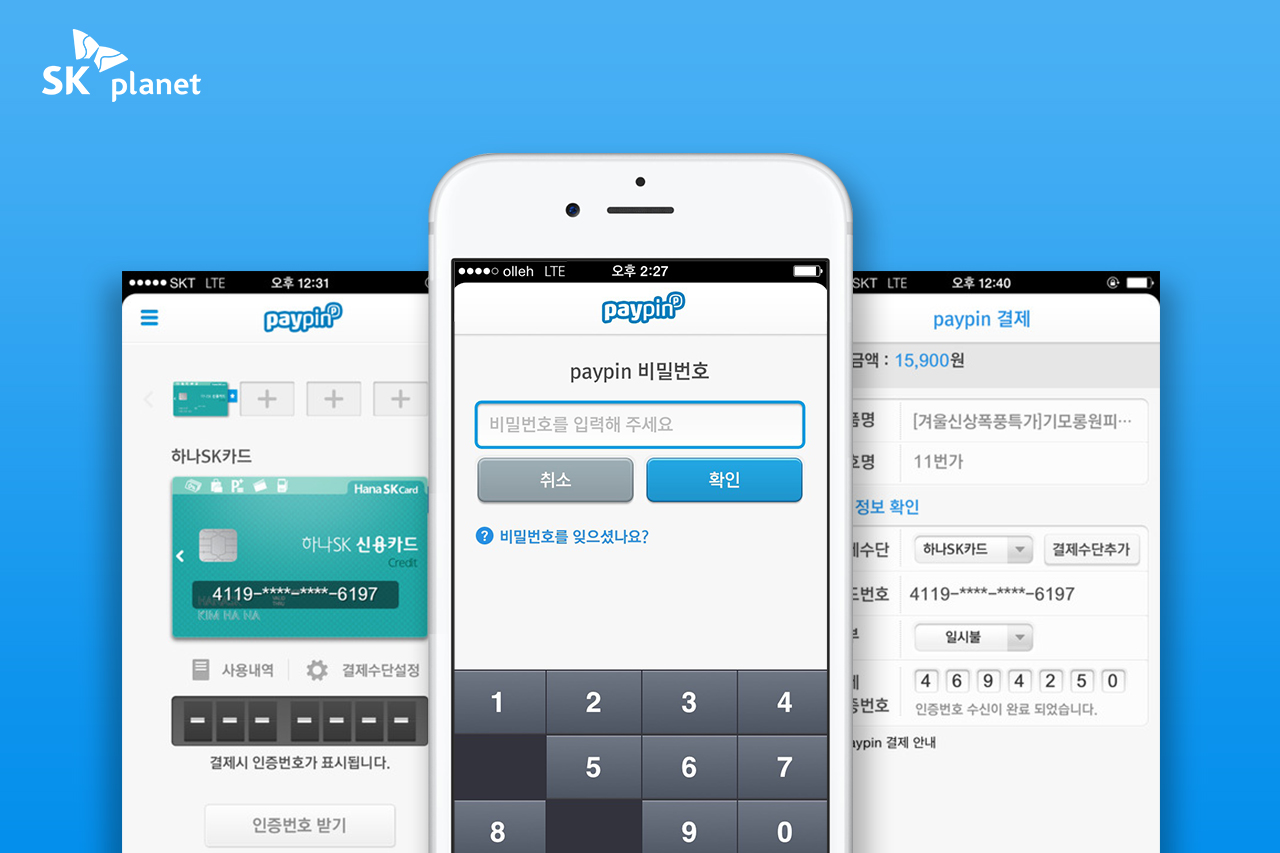 SK planet
SKT LTE 오후 12:31
paypin
하나SK카드
Hana SK Card
하나SK 신용카드
Credit
4119-****-****-6197
KIM HA NA
사용내역 결제수단설정
결제시 인증번호가 표시됩니다.
인증번호 받기
olleh LTE 오후 2:27
paypin
paypin 비밀번호
비밀번호를 입력해 주세요
취소 확인
? 비밀번호를 잊으셨나요?
1 2 3 4
5 6 7
8 9 0
SKT LTE 오후 12:40
paypin 결제
금액 : 15,900원
품명 [겨울신상폭풍특가]기모롱원피···
호명 11번가
정보 확인
제수단 하나SK카드 결제수단추가
드번호 4119-****-****-6197
부 일시불
제 4 6 9 4 2 5 0
증번호 인증번호 수신이 완료 되었습니다.
aypin 결제 안내